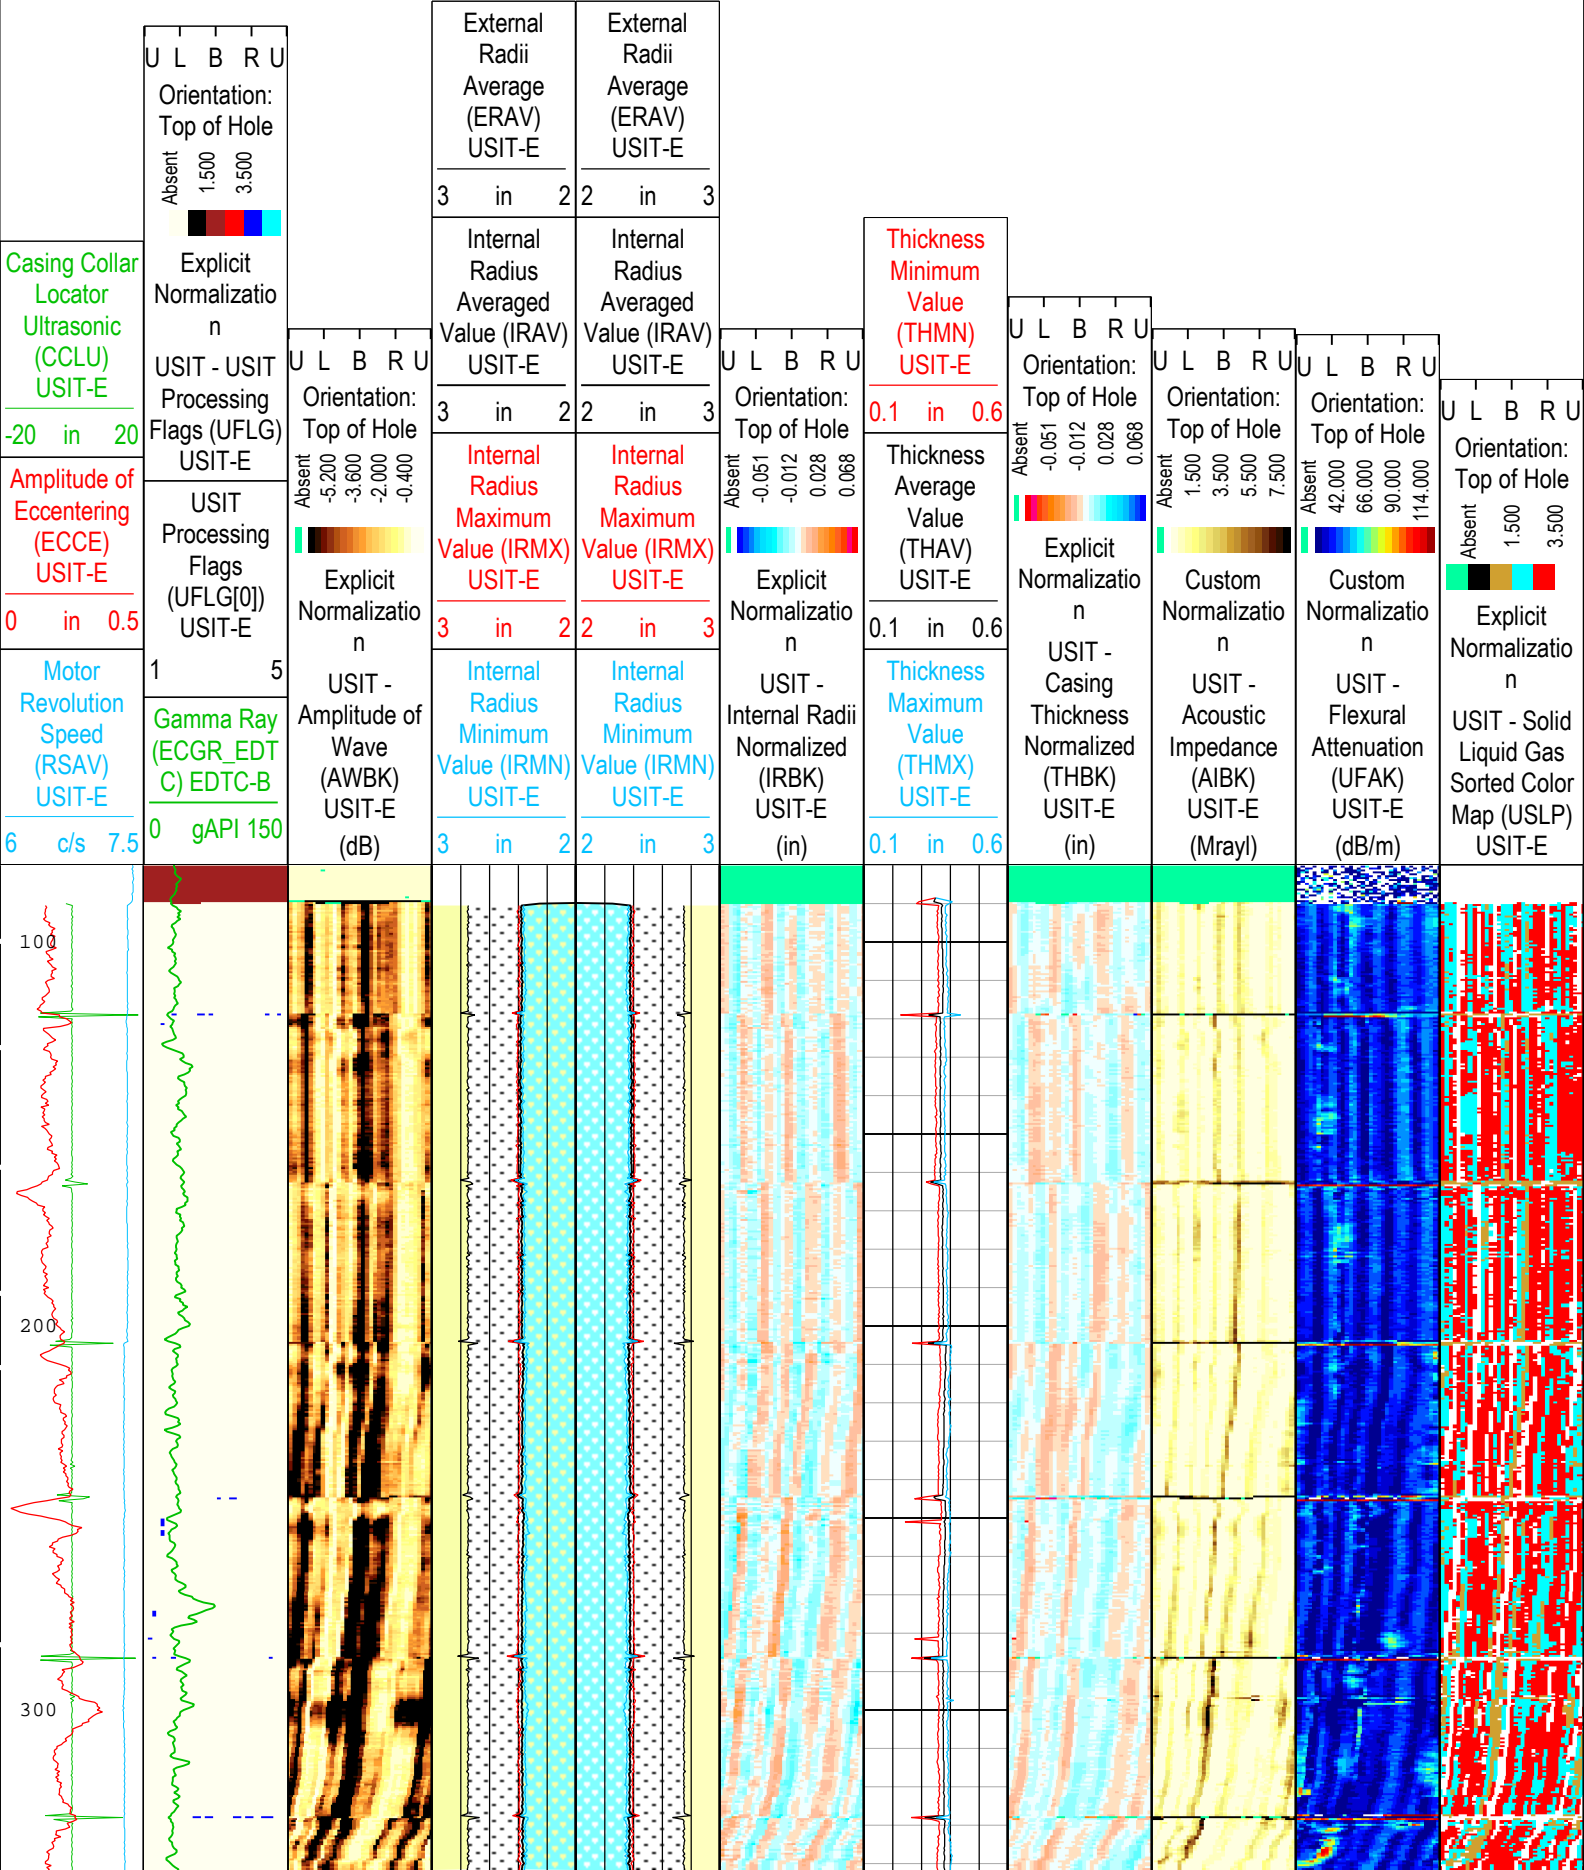 Casing Collar
Locator
Ultrasonic
(CCLU)
USIT-E
-20 in 20
Amplitude of
Eccentering
(ECCE)
USIT-E
0 in 0.5
Motor
Revolution
Speed
(RSAV)
USIT-E
6 c/s 7.5
U L B R U
Orientation:
Top of Hole
Absent
1.500
3.500
Explicit
Normalizatio
n
USIT - USIT
Processing
Flags (UFLG)
USIT-E
USIT
Processing
Flags
(UFLG[0])
USIT-E
1 5
Gamma Ray
(ECGR_EDT
C) EDTC-B
0 gAPI 150
U L B R U
Orientation:
Top of Hole
Absent
-5.200
-3.600
-2.000
-0.400
Explicit
Normalizatio
n
USIT -
Amplitude of
Wave
(AWBK)
USIT-E
(dB)
External
Radii
Average
(ERAV)
USIT-E
3 in 2
Internal
Radius
Averaged
Value (IRAV)
USIT-E
3 in 2
Internal
Radius
Maximum
Value (IRMX)
USIT-E
3 in 2
Internal
Radius
Minimum
Value (IRMN)
USIT-E
3 in 2
External
Radii
Average
(ERAV)
USIT-E
2 in 3
Internal
Radius
Averaged
Value (IRAV)
USIT-E
2 in 3
Internal
Radius
Maximum
Value (IRMX)
USIT-E
2 in 3
Internal
Radius
Minimum
Value (IRMN)
USIT-E
2 in 3
U L B R U
Orientation:
Top of Hole
Absent
-0.051
-0.012
0.028
0.068
Explicit
Normalizatio
n
USIT -
Internal Radii
Normalized
(IRBK)
USIT-E
(in)
Thickness
Minimum
Value
(THMN)
USIT-E
0.1 in 0.6
Thickness
Average
Value
(THAV)
USIT-E
0.1 in 0.6
Thickness
Maximum
Value
(THMX)
USIT-E
0.1 in 0.6
U L B R U
Orientation:
Top of Hole
Absent
-0.051
-0.012
0.028
0.068
Explicit
Normalizatio
n
USIT -
Casing
Thickness
Normalized
(THBK)
USIT-E
(in)
U L B R U
Orientation:
Top of Hole
Absent
1.500
3.500
5.500
7.500
Custom
Normalizatio
n
USIT -
Acoustic
Impedance
(AIBK)
USIT-E
(Mrayl)
U L B R U
Orientation:
Top of Hole
Absent
42.000
66.000
90.000
114.000
Custom
Normalizatio
n
USIT -
Flexural
Attenuation
(UFAK)
USIT-E
(dB/m)
U L B R U
Orientation:
Top of Hole
Absent
1.500
3.500
Explicit
Normalizatio
n
USIT - Solid
Liquid Gas
Sorted Color
Map (USLP)
USIT-E
100
200
300